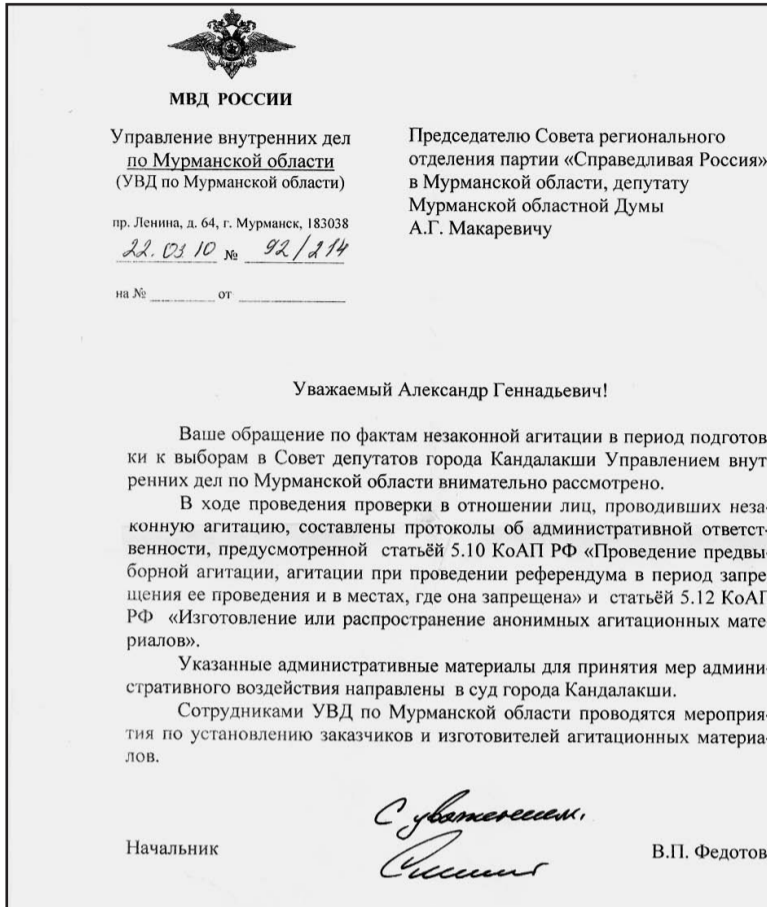 МВД РОССИИ
Управление внутренних дел
по Мурманской области
(УВД по Мурманской области)
пр. Ленина, д. 64, г. Мурманск, 183038
22.03 10 № 92/214
на № ____________ от ____________
Председателю Совета регионального
отделения партии «Справедливая Россия»
в Мурманской области, депутату
Мурманской областной Думы
А.Г. Макаревичу
Уважаемый Александр Геннадьевич!
Ваше обращение по фактам незаконной агитации в период подготов-
ки к выборам в Совет депутатов города Кандалакши Управлением внут
ренних дел по Мурманской области внимательно рассмотрено.
В ходе проведения проверки в отношении лиц, проводивших неза-
конную агитацию, составлены протоколы об административной ответст-
венности, предусмотренной статьёй 5.10 КоАП РФ «Проведение предвы-
борной агитации, агитации при проведении референдума в период запре
щения ее проведения и в местах, где она запрещена» и статьёй 5.12 КоАП
РФ «Изготовление или распространение анонимных агитационных мате-
риалов».
Указанные административные материалы для принятия мер админи-
стративного воздействия направлены в суд города Кандалакши.
Сотрудниками УВД по Мурманской области проводятся мероприя-
тия по установлению заказчиков и изготовителей агитационных материа-
лов.
С уважением,
Начальник
В.П. Федотов